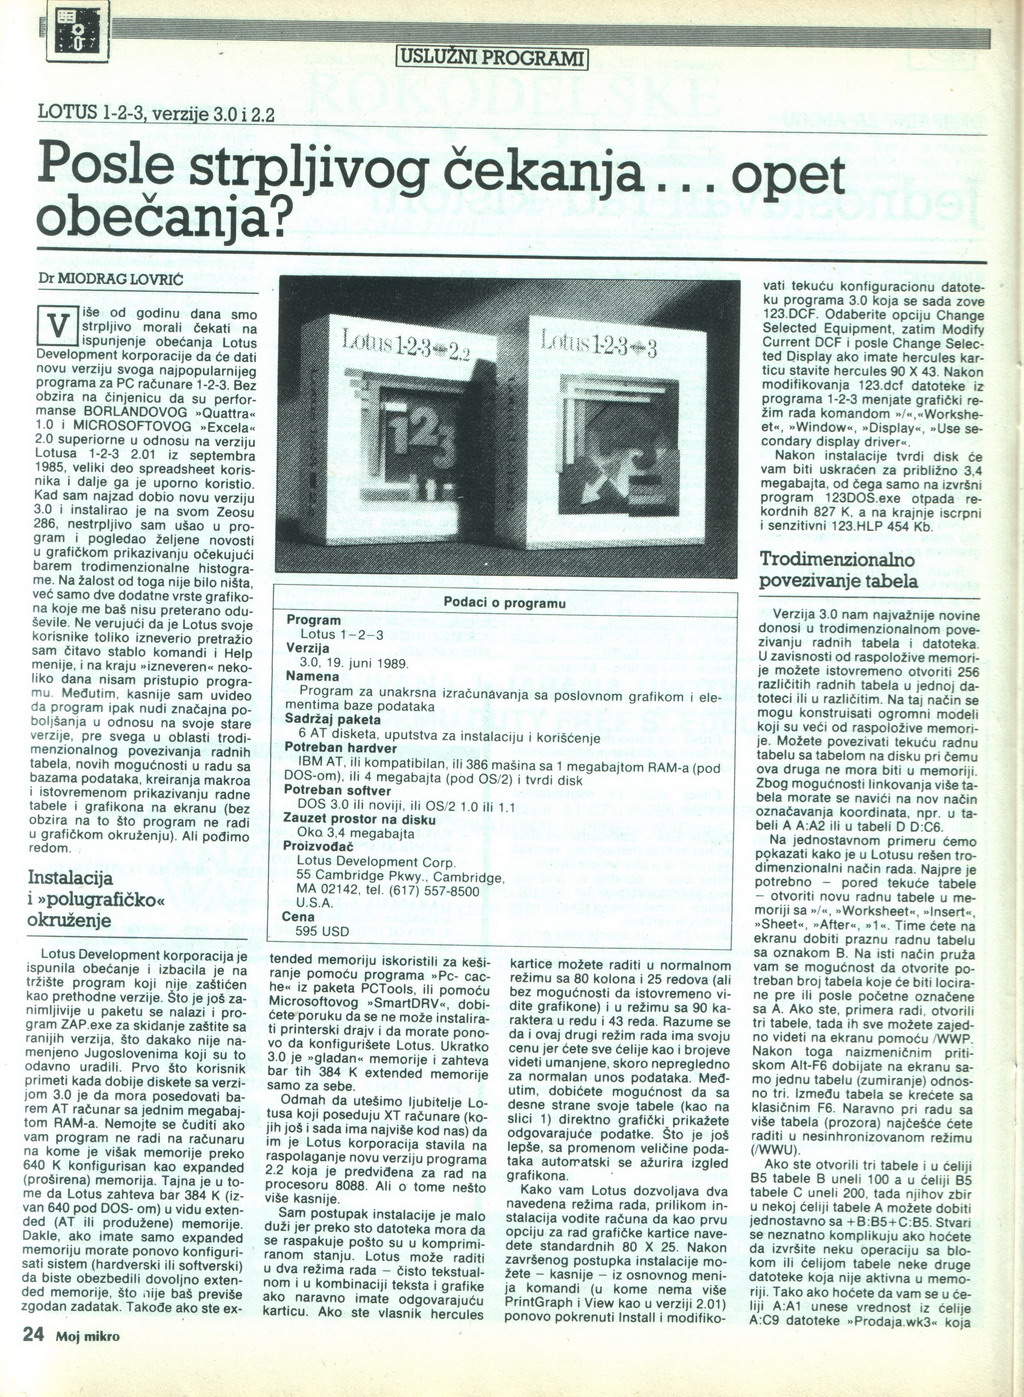 USLUŽNI PROGRAMI
LOTUS 1-2-3, verzije 3.0 i 2.2
Posle strpljivog čekanja... opet
obečanja?
Dr MIODRAG LOVRIĆ
Više od godinu dana smo
strpljivo morali čekati na
ispunjenje obećanja Lotus
Development korporacije da će dati
novu verziju svoga najpopularnijeg
programa za PC računare 1-2-3. Bez
obzira na činjenicu da su perfor-
manse BORLANDOVOG »Quattra«
1.0 i MICROSOFTOVOG »Excela«
2.0 superiorne u odnosu na verziju
Lotusa 1-2-3 2.01 iz septembra
1985, veliki deo spreadsheet koris-
nika i dalje ga je uporno koristio.
Kad sam najzad dobio novu verziju
3.0 i instalirao je na svom Zeosu
286, nestrpljivo sam ušao u pro-
gram i pogledao željene novosti
u grafičkom prikazivanju očekujući
barem trodimenzionalne histogra-
me. Na žalost od toga nije bilo ništa,
već samo dve dodatne vrste grafiko-
na koje me baš nisu preterano odu-
ševile. Ne verujući da je Lotus svoje
korisnike toliko izneverio pretražio
sam čitavo stablo komandi i Help
menije, i na kraju »izneveren« neko-
liko dana nisam pristupio progra-
mu. Međutim, kasnije sam uvideo
da program ipak nudi značajna po-
boljšanja u odnosu na svoje stare
verzije, pre svega u oblasti trodi-
menzionalnog povezivanja radnih
tabela, novih mogućnosti u radu sa
bazama podataka, kreiranja makroa
i istovremenom prikazivanju radne
tabele i grafikona na ekranu (bez
obzira na to što program ne radi
u grafičkom okruženju). Ali pođimo
redom.
Instalacija
i »polugrafičko«
okruženje
Lotus Development korporacija je
ispunila obećanje i izbacila je na
tržište program koji nije zaštićen
kao prethodne verzije. Što je još za-
nimljivije u paketu se nalazi i pro-
gram ZAP.exe za skidanje zaštite sa
ranijih verzija, što dakako nije na-
menjeno Jugoslovenima koji su to
odavno uradili. Prvo što korisnik
primeti kada dobije diskete sa verzi-
jom 3.0 je da mora posedovati ba-
rem AT računar sa jednim megabaj-
tom RAM-a. Nemojte se čuditi ako
vam program ne radi na računaru
na kome je višak memorije preko
640 K konfigurisan kao expanded
(proširena) memorija. Tajna je u to-
me da Lotus zahteva bar 384 K (iz-
van 640 pod DOS- om) u vidu exten-
ded (AT ili produžene) memorije.
Dakle, ako imate samo expanded
memoriju morate ponovo konfiguri-
sati sistem (hardverski ili softverski)
da biste obezbedili dovoljno exten-
ded memorije, što nije baš previše
zgodan zadatak. Takođe ako ste ex-
Lotus 1-2-3 2.2
Lotus 1-2-3 3
123
3
Podaci o programu
Program
Lotus 1-2-3
Verzija
3.0, 19. juni 1989.
Namena
Program za unakrsna izračunavanja sa poslovnom grafikom i ele-
mentima baze podataka
Sadržaj paketa
6 AT disketa, uputstva za instalaciju i korišćenje
Potreban hardver
IBM AT, ili kompatibilan, ili 386 mašina sa 1 megabajtom RAM-a (pod
DOS-om), ili 4 megabajta (pod OS/2) i tvrdi disk
Potreban softver
DOS 3.0 ili noviji, ili OS/2 1.0 ili 1.1
Zauzet prostor na disku
Oko 3,4 megabajta
Proizvođač
Lotus Development Corp.
55 Cambridge Pkwy., Cambridge,
MA 02142, tel. (617) 557-8500
U.S.A.
Cena
595 USD
tended memoriju iskoristili za keši-
ranje pomoću programa »Pc- cac-
he« iz paketa PCTools, ili pomoću
Microsoftovog »SmartDRV«, dobi-
ćete poruku da se ne može instalira-
ti printerski drajv i da morate pono-
vo da konfigurišete Lotus. Ukratko
3.0 je »gladan« memorije i zahteva
bar tih 384 K extended memorije
samo za sebe.
Odmah da utešimo ljubitelje Lo-
tusa koji poseduju XT računare (ko-
jih još i sada ima najviše kod nas) da
im je Lotus korporacija stavila na
raspolaganje novu verziju programa
2.2 koja je predviđena za rad na
procesoru 8088. Ali o tome nešto
više kasnije.
Sam postupak instalacije je malo
duži jer preko sto datoteka mora da
se raspakuje pošto su u komprimi-
ranom stanju. Lotus može raditi
u dva režima rada – čisto tekstual-
nom i u kombinaciji teksta i grafike
ako naravno imate odgovarajuću
karticu. Ako ste vlasnik hercules
kartice možete raditi u normalnom
režimu sa 80 kolona i 25 redova (ali
bez mogućnosti da istovremeno vi-
dite grafikone) i u režimu sa 90 ka-
raktera u redu i 43 reda. Razume se
da i ovaj drugi režim rada ima svoju
cenu jer ćete sve ćelije kao i brojeve
videti umanjene, skoro nepregledno
za normalan unos podataka. Međ-
utim, dobićete mogućnost da sa
desne strane svoje tabele (kao na
slici 1) direktno grafički prikažete
odgovarajuće podatke. Što je još
lepše, sa promenom veličine poda-
taka automatski se ažurira izgled
grafikona.
Kako vam Lotus dozvoljava dva
navedena režima rada, prilikom in-
stalacija vodite računa da kao prvu
opciju za rad grafičke kartice nave-
dete standardnih 80 X 25. Nakon
završenog postupka instalacije mo-
žete – kasnije – iz osnovnog meni-
ja komandi (u kome nema više
PrintGraph i View kao u verziji 2.01)
ponovo pokrenuti Install i modifiko-
vati tekuću konfiguracionu datote-
ku programa 3.0 koja se sada zove
123.DCF. Odaberite opciju Change
Selected Equipment, zatim Modify
Current DCF i posle Change Selec-
ted Display ako imate hercules kar-
ticu stavite hercules 90 X 43. Nakon
modifikovanja 123.dcf datoteke iz
programa 1-2-3 menjate grafički re-
žim rada komandom »/«,«Workshe-
et«, »Window«, »Display«, »Use se-
condary display driver«.
Nakon instalacije tvrdi disk će
vam biti uskraćen za približno 3,4
megabajta, od čega samo na izvršni
program 123DOS.exe otpada re-
kordnih 827 K, a na krajnje iscrpni
i senzitivni 123.HLP 454 Kb.
Trodimenzionalno
povezivanje tabela
Verzija 3.0 nam najvažnije novine
donosi u trodimenzionalnom pove-
zivanju radnih tabela i datoteka.
U zavisnosti od raspoložive memori-
je možete istovremeno otvoriti 256
različitih radnih tabela u jednoj da-
toteci ili u različitim. Na taj način se
mogu konstruisati ogromni modeli
koji su veći od raspoložive memori-
je. Možete povezivati tekuću radnu
tabelu sa tabelom na disku pri čemu
ova druga ne mora biti u memoriji.
Zbog mogućnosti linkovanja više ta-
bela morate se navići na nov način
označavanja koordinata, npr. u ta-
beli A A:A2 ili u tabeli D D:C6.
Na jednostavnom primeru ćemo
pokazati kako je u Lotusu rešen tro-
dimenzionalni način rada. Najpre je
potrebno – pored tekuće tabele
– otvoriti novu radnu tabelu u me-
moriji sa »/«, »Worksheet«, »Insert«,
»Sheet«, »After«, »1«. Time ćete na
ekranu dobiti praznu radnu tabelu
sa oznakom B. Na isti način pruža
vam se mogućnost da otvorite po-
treban broj tabela koje će biti locira-
ne pre ili posle početne označene
sa A. Ako ste, primera radi, otvorili
tri tabele, tada ih sve možete zajed-
no videti na ekranu pomoću /WWP.
Nakon toga naizmeničnim priti-
skom Alt-F6 dobijate na ekranu sa-
mo jednu tabelu (zumiranje) odnos-
no tri. Između tabela se krećete sa
klasičnim F6. Naravno pri radu sa
više tabela (prozora) najčešće ćete
raditi u nesinhronizovanom režimu
(/WWU).
Ako ste otvorili tri tabele i u ćeliji
B5 tabele B uneli 100 a u ćeliji B5
tabele C uneli 200, tada njihov zbir
u nekoj ćeliji tabele A možete dobiti
jednostavno sa +B:B5+C:B5. Stvari
se neznatno komplikuju ako hoćete
da izvršite neku operaciju sa blo-
kom ili ćelijom tabele neke druge
datoteke koja nije aktivna u memo-
riji. Tako ako hoćete da vam se u će-
liji A:A1 unese vrednost iz ćelije
A:C9 datoteke »Prodaja.wk3« koja
24 Moj mikro